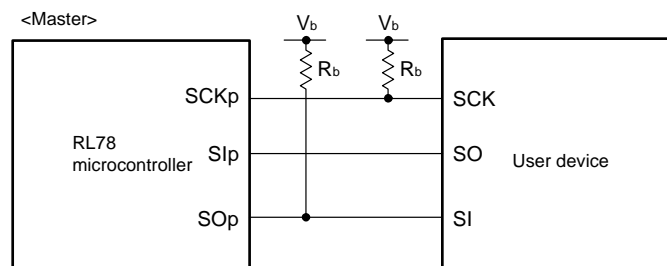 <Master>
Vb Vb
Rb Rb
SCKp SCK
RL78
microcontroller
SIp SO
User device
SOp SI